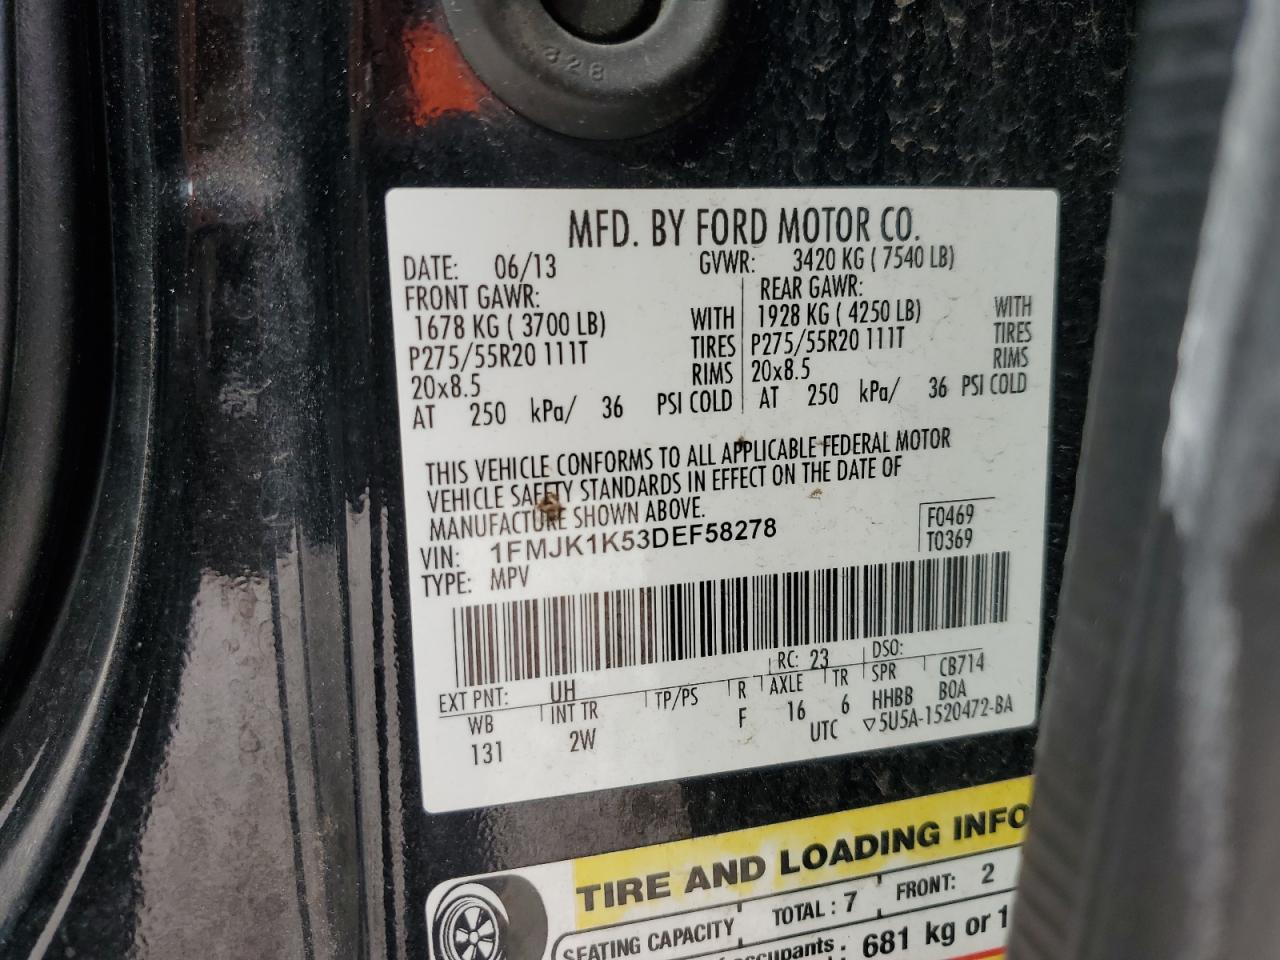 328
MFD. BY FORD MOTOR CO.
DATE: 06/13 GVWR: 3420 KG ( 7540 LB)
FRONT GAWR: REAR GAWR:
1678 KG ( 3700 LB) WITH 1928 KG ( 4250 LB) WITH
P275/55R20 111T TIRES P275/55R20 111T TIRES
20x8.5 RIMS 20x8.5 RIMS
AT 250 kPa/ 36 PSI COLD AT 250 kPa/ 36 PSI COLD
THIS VEHICLE CONFORMS TO ALL APPLICABLE FEDERAL MOTOR
VEHICLE SAFETY STANDARDS IN EFFECT ON THE DATE OF
MANUFACTURE SHOWN ABOVE.
VIN: 1FMJK1K53DEF58278 F0469
TYPE: MPV T0369
EXT PNT: UH RC: 23 DSO:
WB INT TR TP/PS R AXLE TR SPR CB714
131 2W F 16 6 HHBB B0A
UTC ▽5U5A-1520472-BA
TIRE AND LOADING INFO
SEATING CAPACITY TOTAL : 7 FRONT: 2
occupants . 681 kg or 1